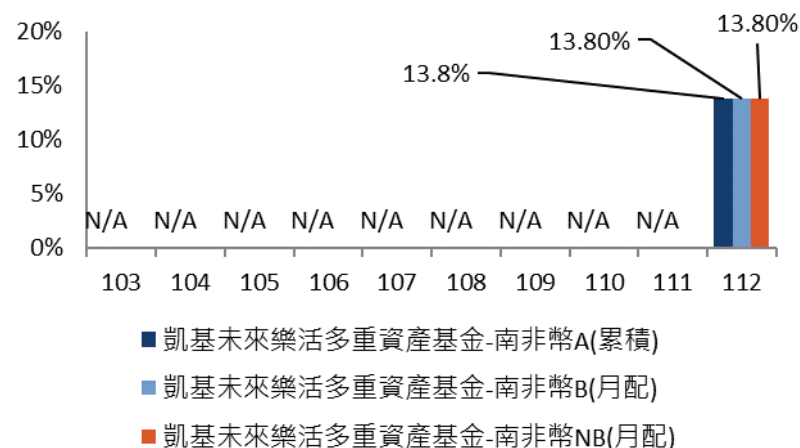 20%
13.80%
13.80%
15%
13.8%
10%
5%
N/A N/A N/A N/A N/A N/A N/A N/A N/A
0%
103 104 105 106 107 108 109 110 111 112
凱基未來樂活多重資產基金-南非幣A(累積)
凱基未來樂活多重資產基金-南非幣B(月配)
凱基未來樂活多重資產基金-南非幣NB(月配)